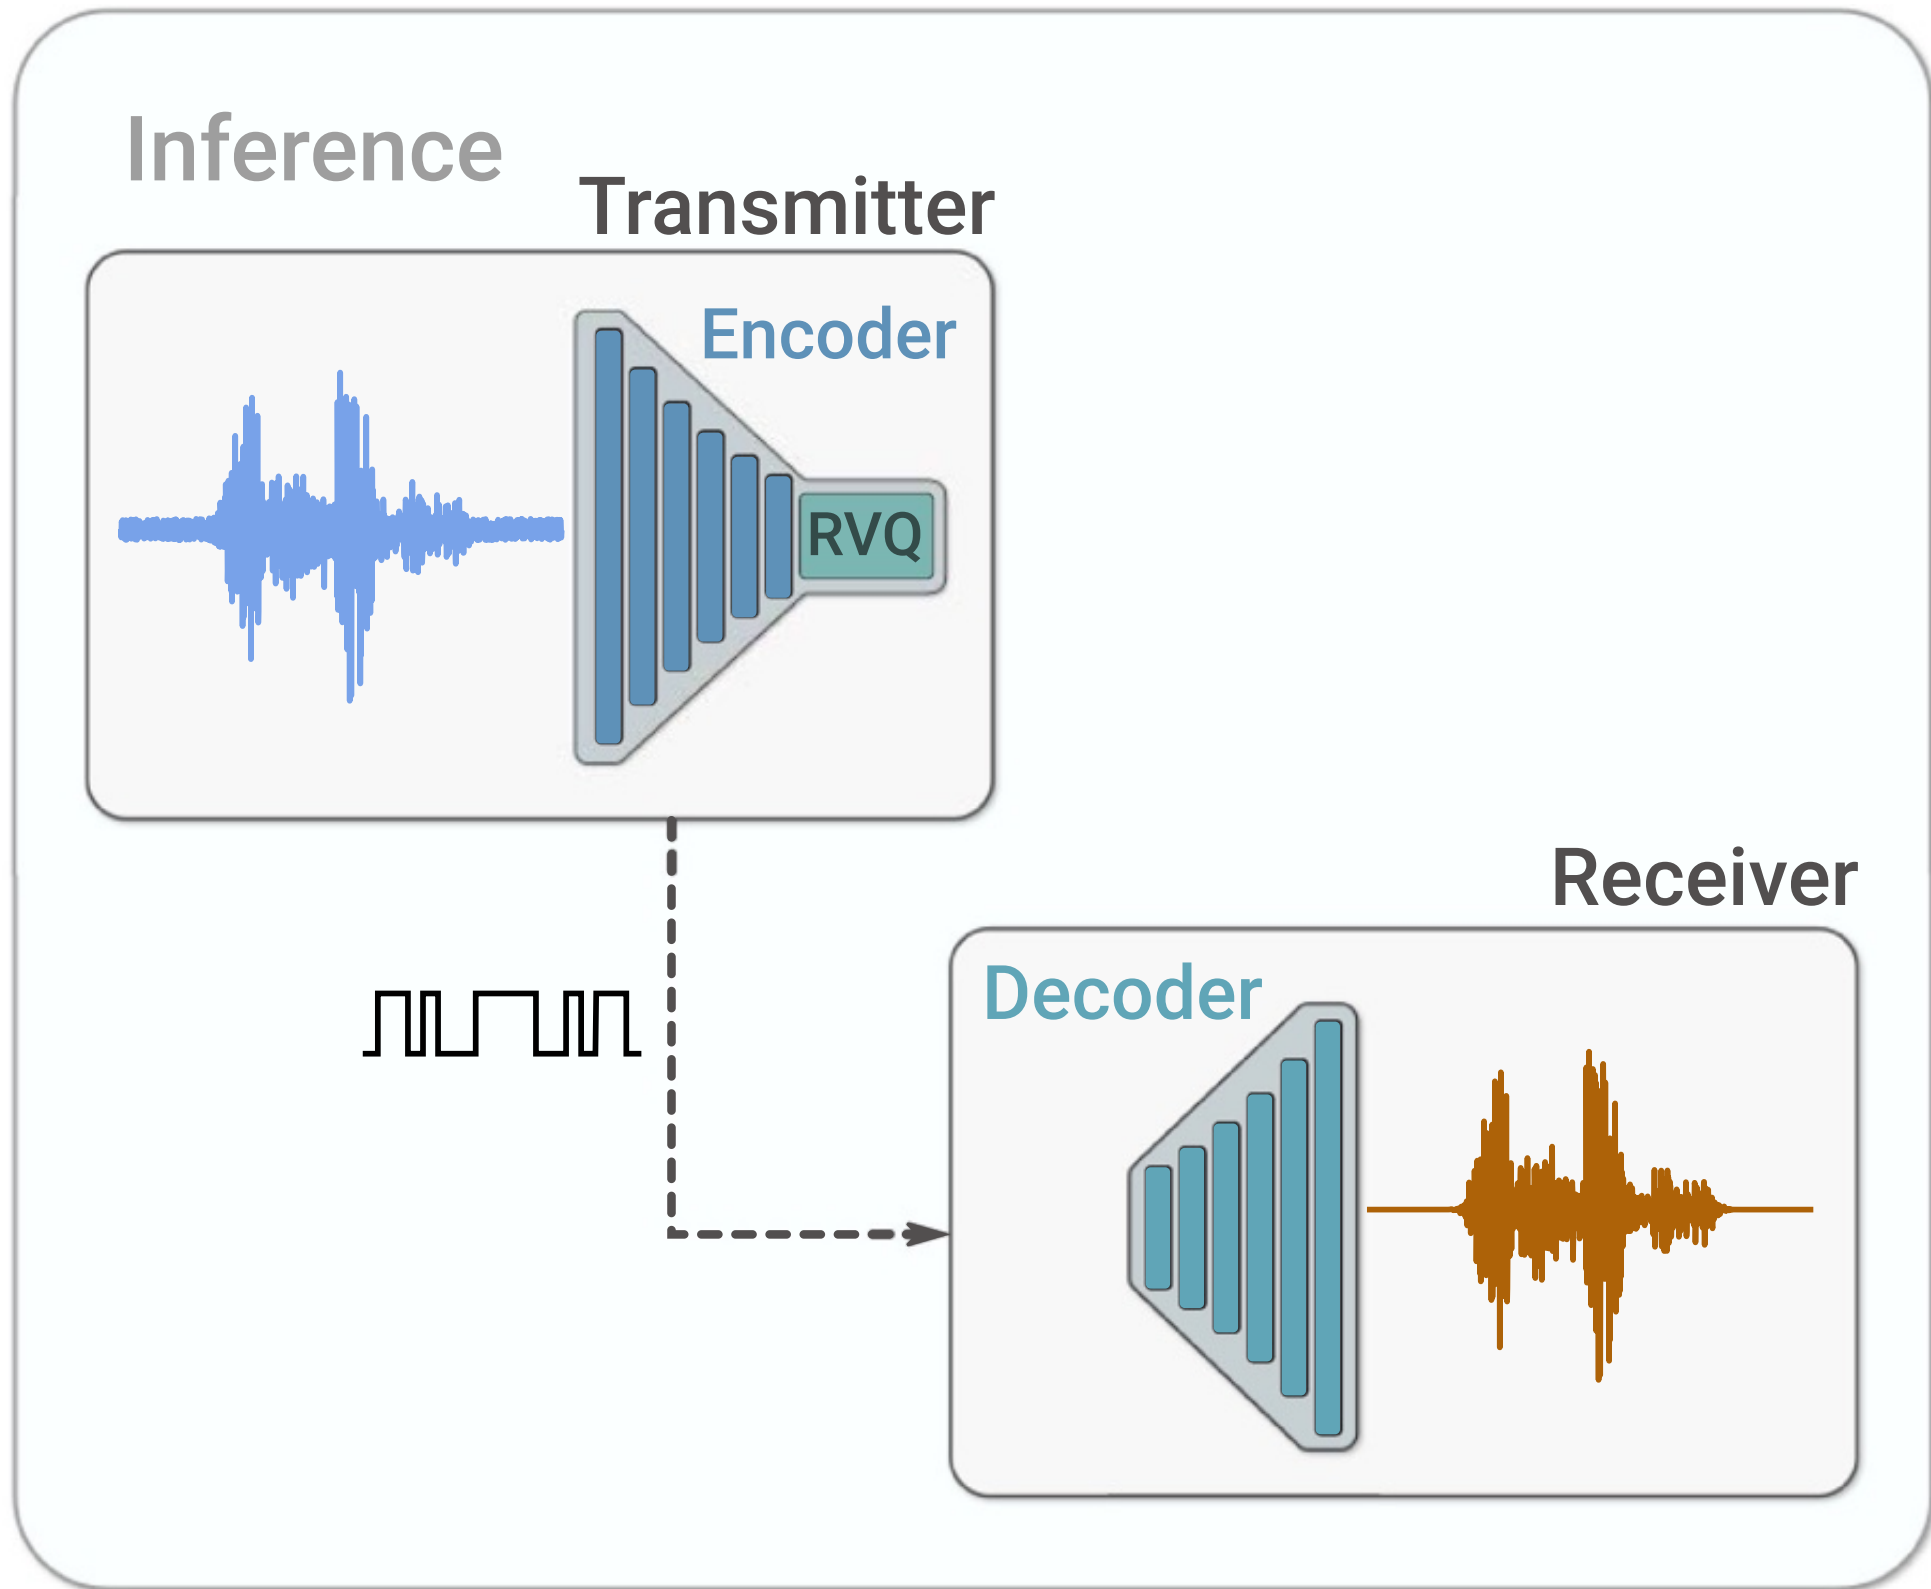 Inference
Transmitter
Encoder
RVQ
Receiver
Decoder